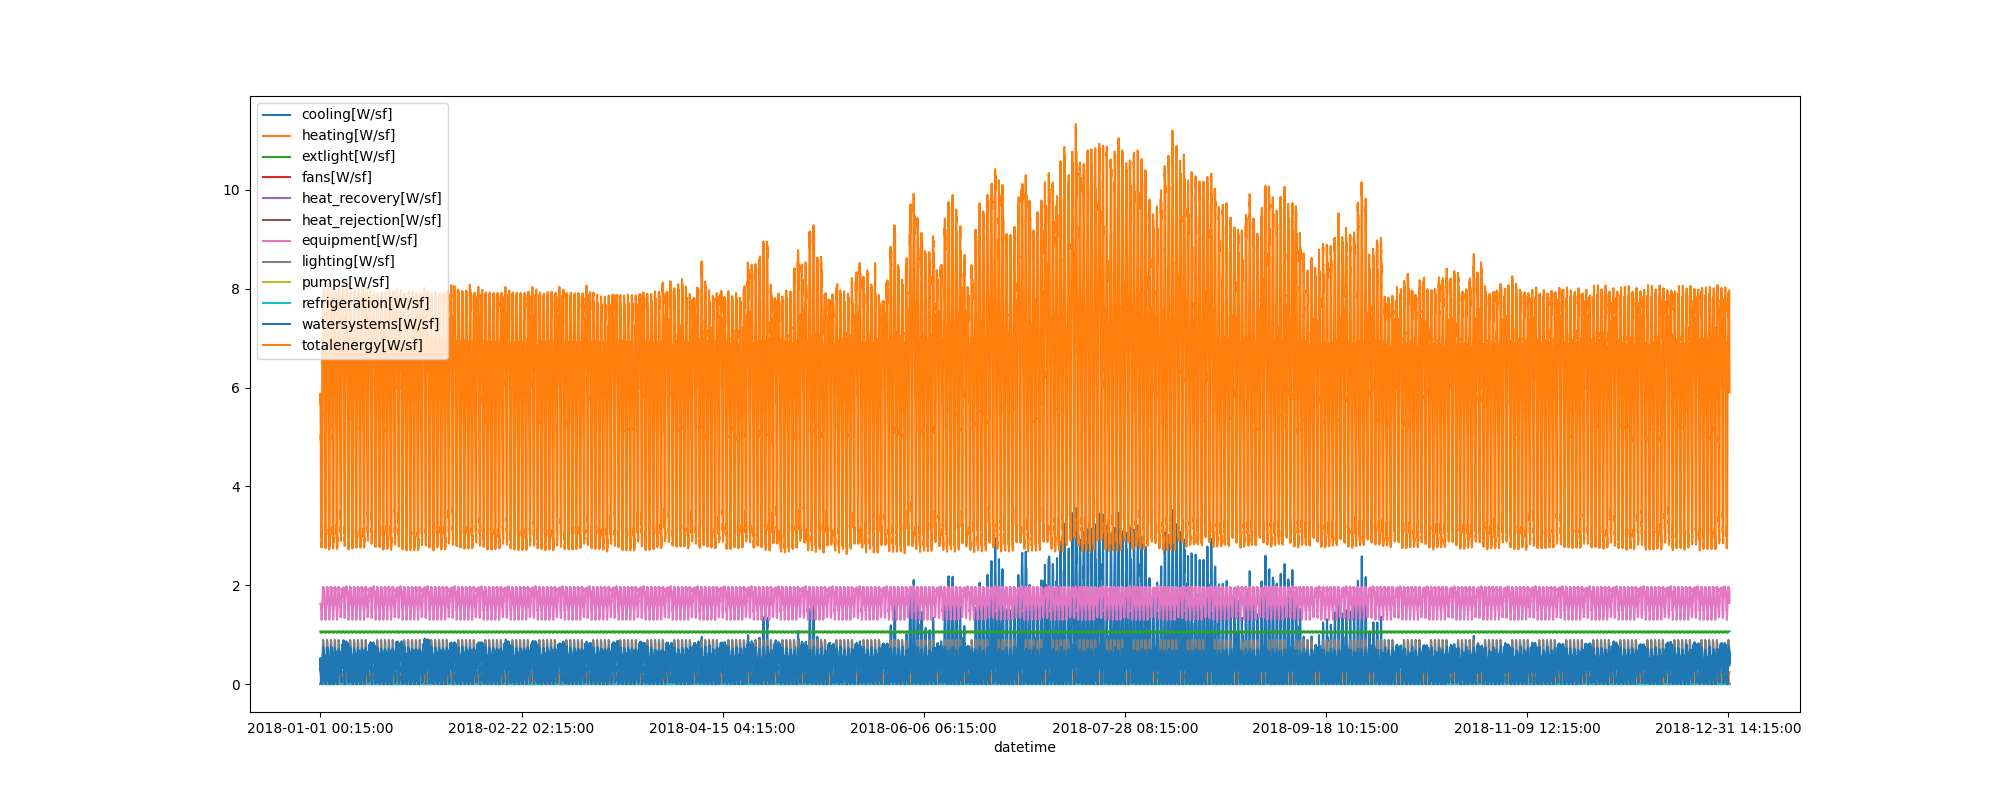 cooling[W/sf]
heating[W/sf]
extlight[W/sf]
fans[W/sf]
heat_recovery[W/sf]
heat_rejection[W/sf]
equipment[W/sf]
lighting[W/sf]
pumps[W/sf]
refrigeration[W/sf]
watersystems[W/sf]
totalenergy[W/sf]
10
8
6
4
2
0
2018-01-01 00:15:00 2018-02-22 02:15:00 2018-04-15 04:15:00 2018-06-06 06:15:00 2018-07-28 08:15:00 2018-09-18 10:15:00 2018-11-09 12:15:00 2018-12-31 14:15:00
datetime